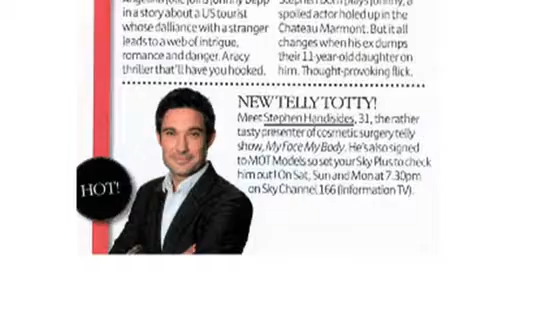 Angelina Jolie joins Johnny Depp
in a story about a US tourist
whose dalliance with a stranger
leads to a web of intrigue,
romance and danger. A racy
thriller that'll have you hooked.
Stephen Dorff plays Johnny, a
spoiled actor holed up in the
Chateau Marmont. But it all
changes when his ex dumps
their 11-year-old daughter on
him. Thought-provoking flick.
HOT!
NEW TELLY TOTTY!
Meet Stephen Handisides, 31, the rather
tasty presenter of cosmetic surgery telly
show, My Face My Body. He's also signed
to MOT Models so set your Sky Plus to check
him out! On Sat, Sun and Mon at 7.30pm
on Sky Channel 166 (Information TV).